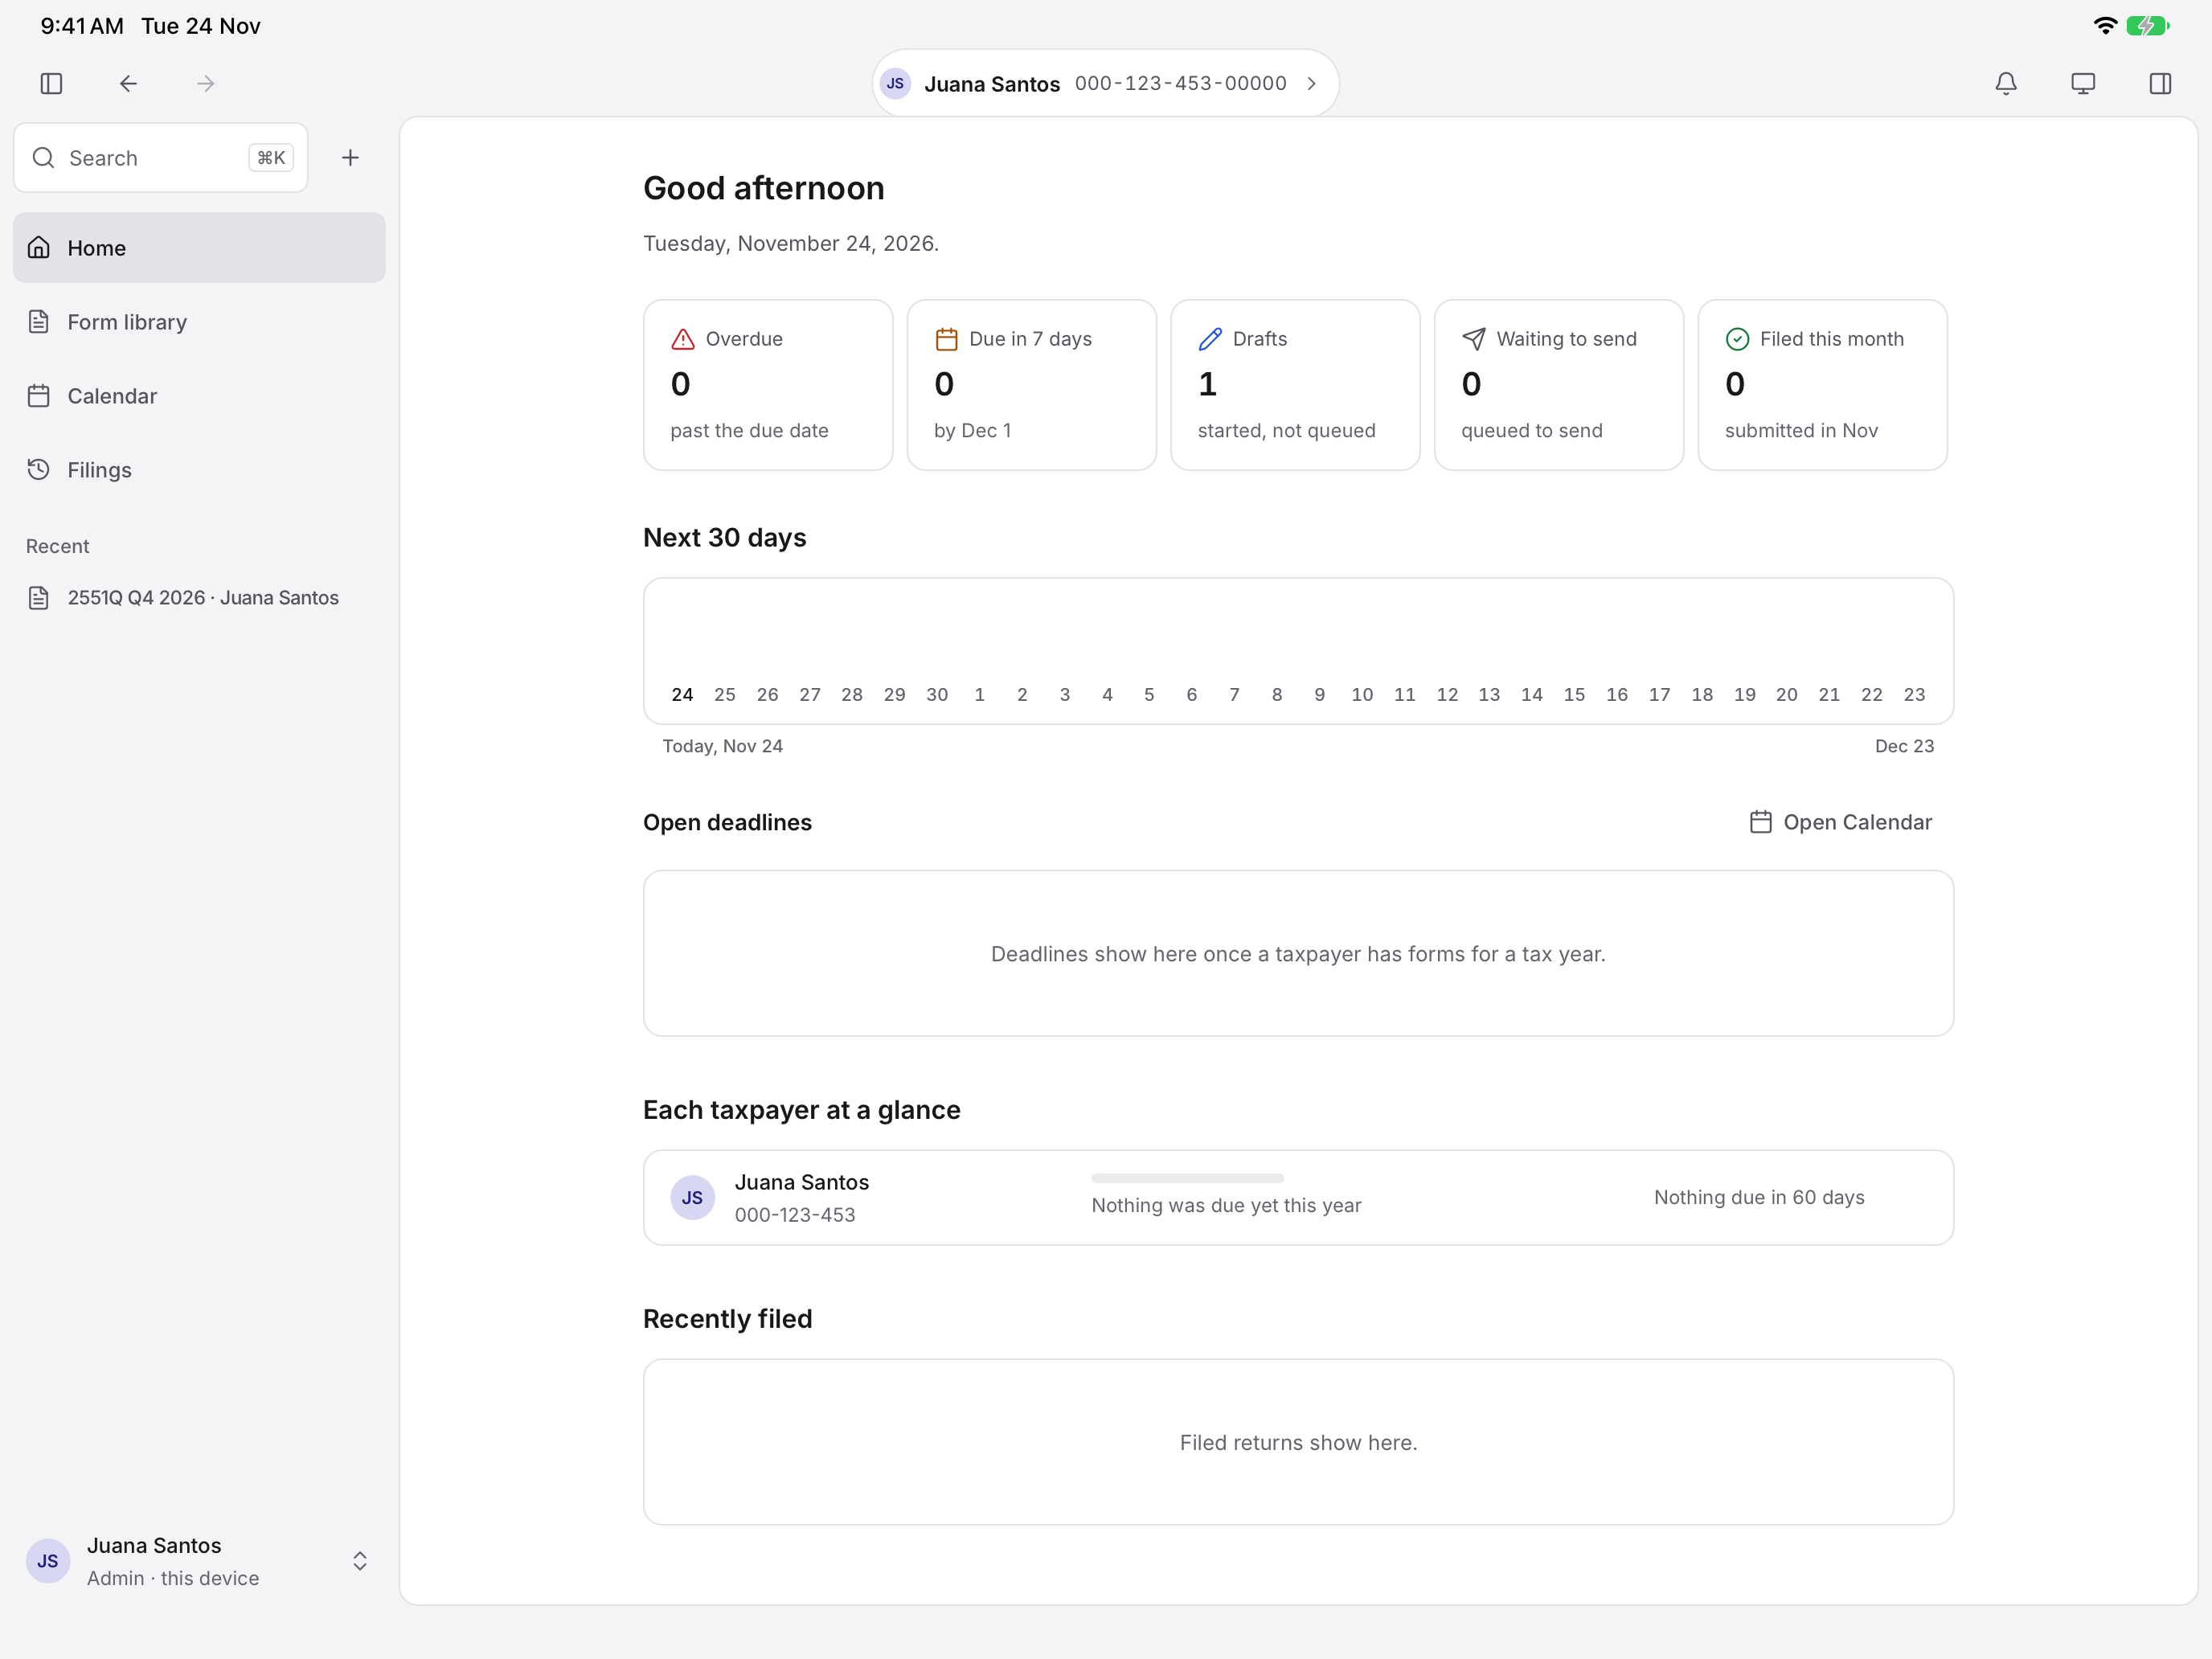 9:41 AM Tue 24 Nov
JS Juana Santos 000-123-453-00000
Search ⌘K
Home
Form library
Calendar
Filings
Recent
2551Q Q4 2026 · Juana Santos
JS Juana Santos
Admin · this device
Good afternoon
Tuesday, November 24, 2026.
Overdue
0
past the due date
Due in 7 days
0
by Dec 1
Drafts
1
started, not queued
Waiting to send
0
queued to send
Filed this month
0
submitted in Nov
Next 30 days
24 25 26 27 28 29 30 1 2 3 4 5 6 7 8 9 10 11 12 13 14 15 16 17 18 19 20 21 22 23
Today, Nov 24 Dec 23
Open deadlines Open Calendar
Deadlines show here once a taxpayer has forms for a tax year.
Each taxpayer at a glance
JS Juana Santos
000-123-453
Nothing was due yet this year
Nothing due in 60 days
Recently filed
Filed returns show here.